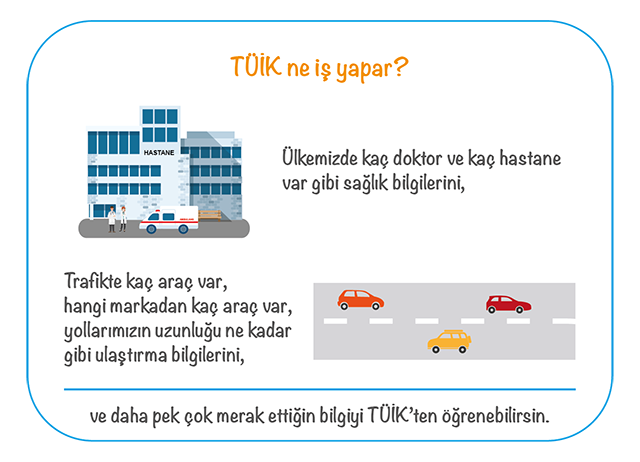 TÜİK ne iş yapar?
HASTANE
Ülkemizde kaç doktor ve kaç hastane
var gibi sağlık bilgilerini,
Trafikte kaç araç var,
hangi markadan kaç araç var,
yollarımızın uzunluğu ne kadar
gibi ulaştırma bilgilerini,
ve daha pek çok merak ettiğin bilgiyi TÜİK'ten öğrenebilirsin.